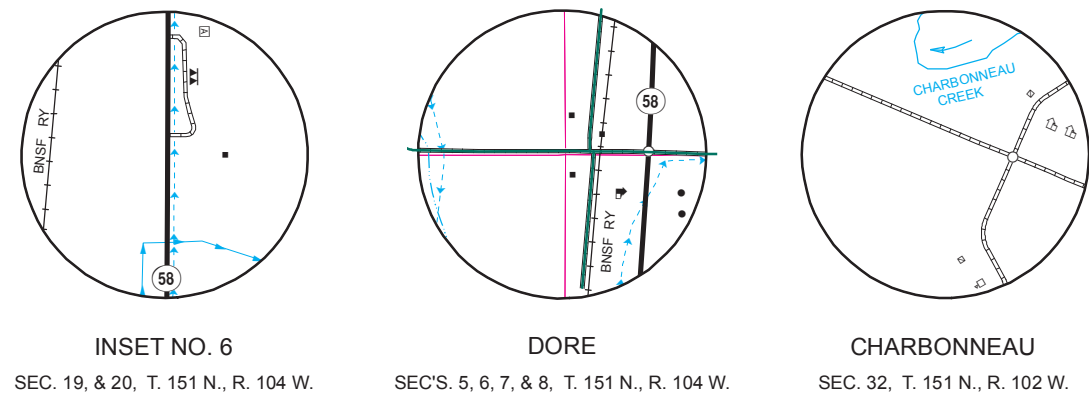 A
BNSF RY
58
INSET NO. 6
SEC. 19, & 20, T. 151 N., R. 104 W.
58
BNSF RY
DORE
SEC'S. 5, 6, 7, & 8, T. 151 N., R. 104 W.
CHARBONNEAU
CREEK
CHARBONNEAU
SEC. 32, T. 151 N., R. 102 W.